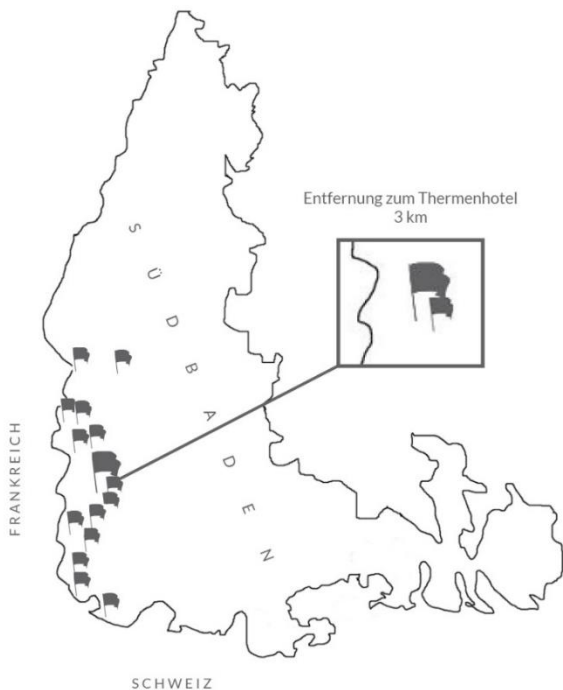 Entfernung zum Thermenhotel
3 km
SÜDBADEN
FRANKREICH
SCHWEIZ